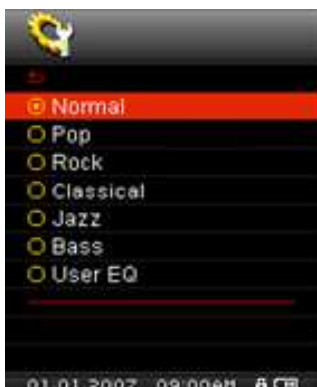 Normal
Pop
Rock
Classical
Jazz
Bass
User EQ
01.01.2007 09:00AM